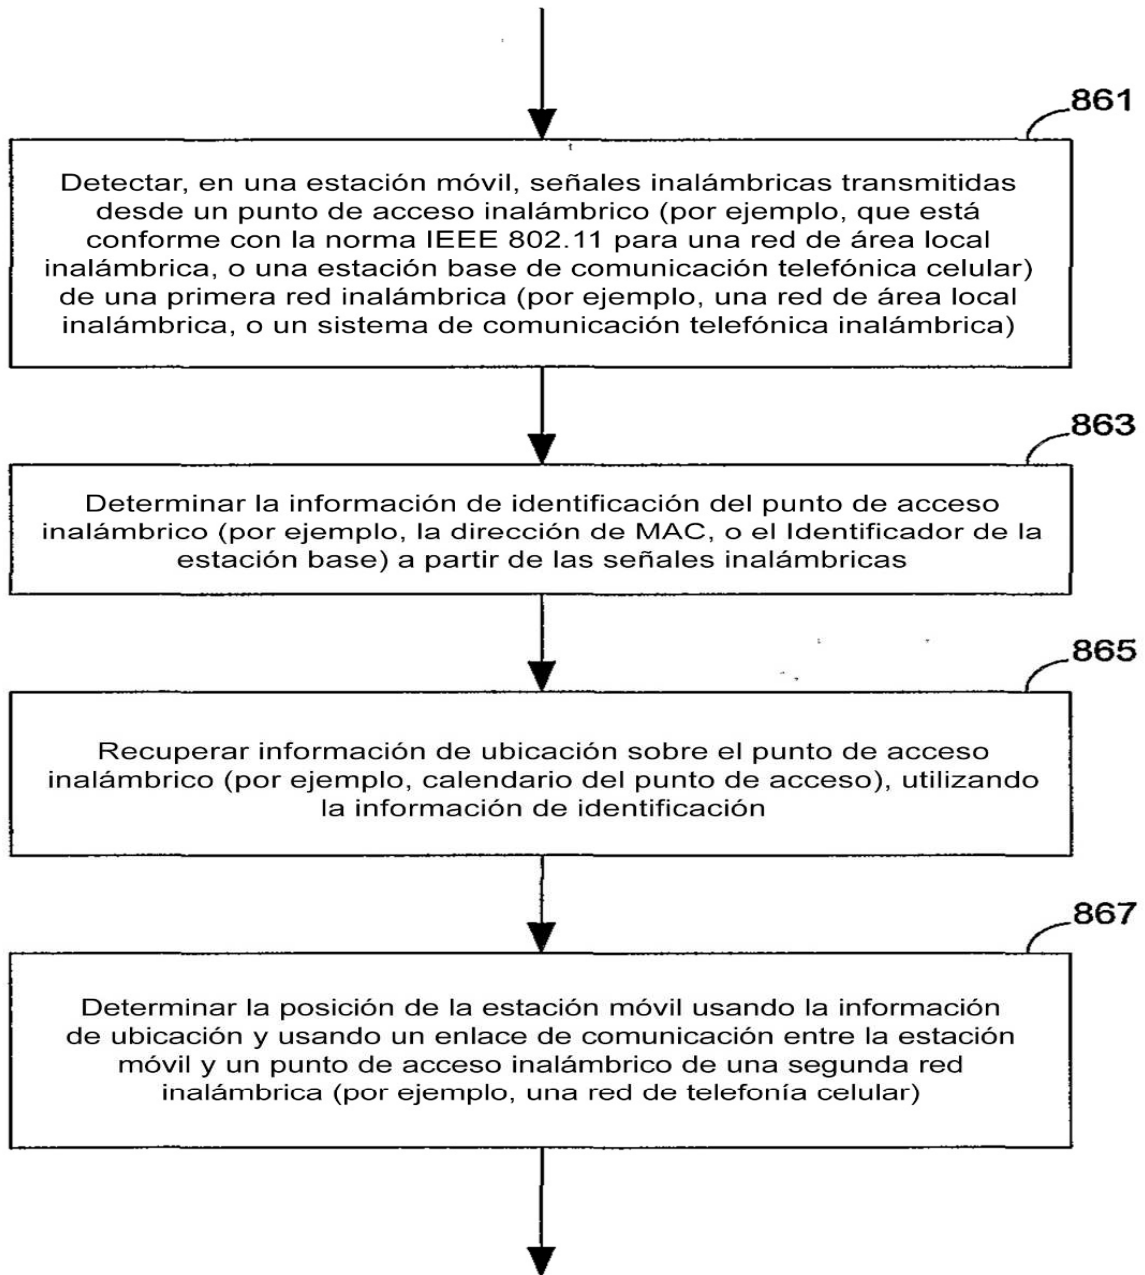 861
Detectar, en una estación móvil, señales inalámbricas transmitidas
desde un punto de acceso inalámbrico (por ejemplo, que está
conforme con la norma IEEE 802.11 para una red de área local
inalámbrica, o una estación base de comunicación telefónica celular)
de una primera red inalámbrica (por ejemplo, una red de área local
inalámbrica, o un sistema de comunicación telefónica inalámbrica)
863
Determinar la información de identificación del punto de acceso
inalámbrico (por ejemplo, la dirección de MAC, o el Identificador de la
estación base) a partir de las señales inalámbricas
865
Recuperar información de ubicación sobre el punto de acceso
inalámbrico (por ejemplo, calendario del punto de acceso), utilizando
la información de identificación
867
Determinar la posición de la estación móvil usando la información
de ubicación y usando un enlace de comunicación entre la estación
móvil y un punto de acceso inalámbrico de una segunda red
inalámbrica (por ejemplo, una red de telefonía celular)